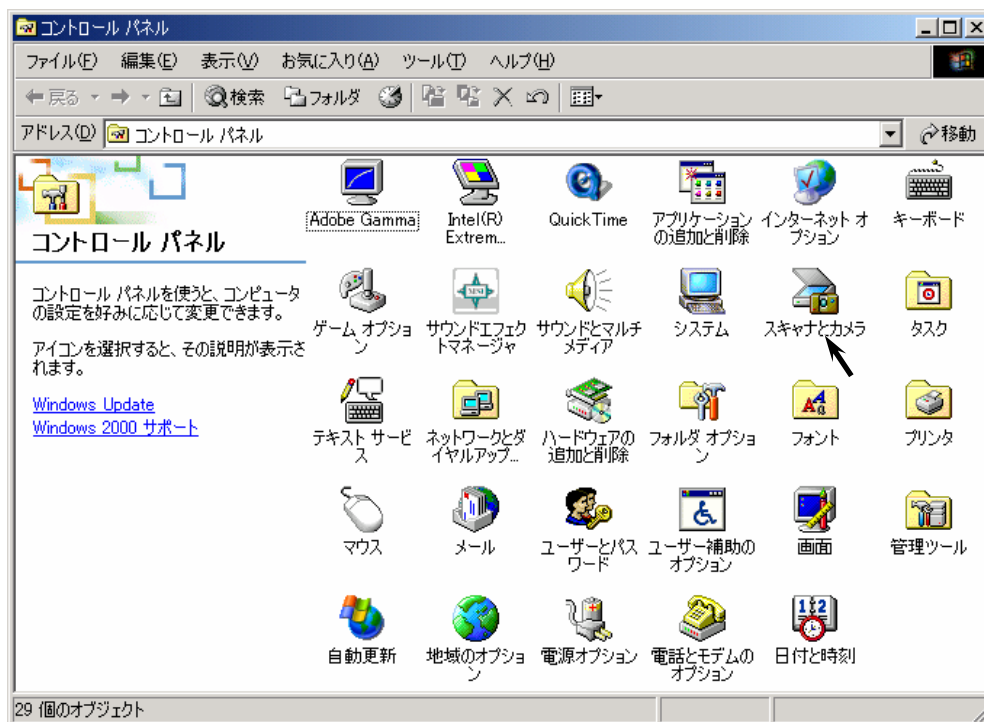 コントロール パネル
ファイル(F) 編集(E) 表示(V) お気に入り(A) ツール(T) ヘルプ(H)
戻る 検索 フォルダ
アドレス(D) コントロール パネル 移動
コントロール パネル
コントロール パネルを使うと、コンピュータ
の設定を好みに応じて変更できます。
アイコンを選択すると、その説明が表示さ
れます。
Windows Update
Windows 2000 サポート
Adobe Gamma
Intel(R)
Extrem...
QuickTime
アプリケーション
の追加と削除
インターネット オ
プション
キーボード
ゲーム オプショ
ン
MSI
サウンドエフェク
トマネージャ
サウンドとマルチ
メディア
システム
スキャナとカメラ
タスク
テキスト サービ
ス
ネットワークとダ
イヤルアップ...
ハードウェアの
追加と削除
フォルダ オプショ
ン
フォント
プリンタ
マウス
メール
ユーザーとパス
ワード
ユーザー補助の
オプション
画面
管理ツール
自動更新
地域のオプショ
ン
電源オプション
電話とモデムの
オプション
日付と時刻
29 個のオブジェクト